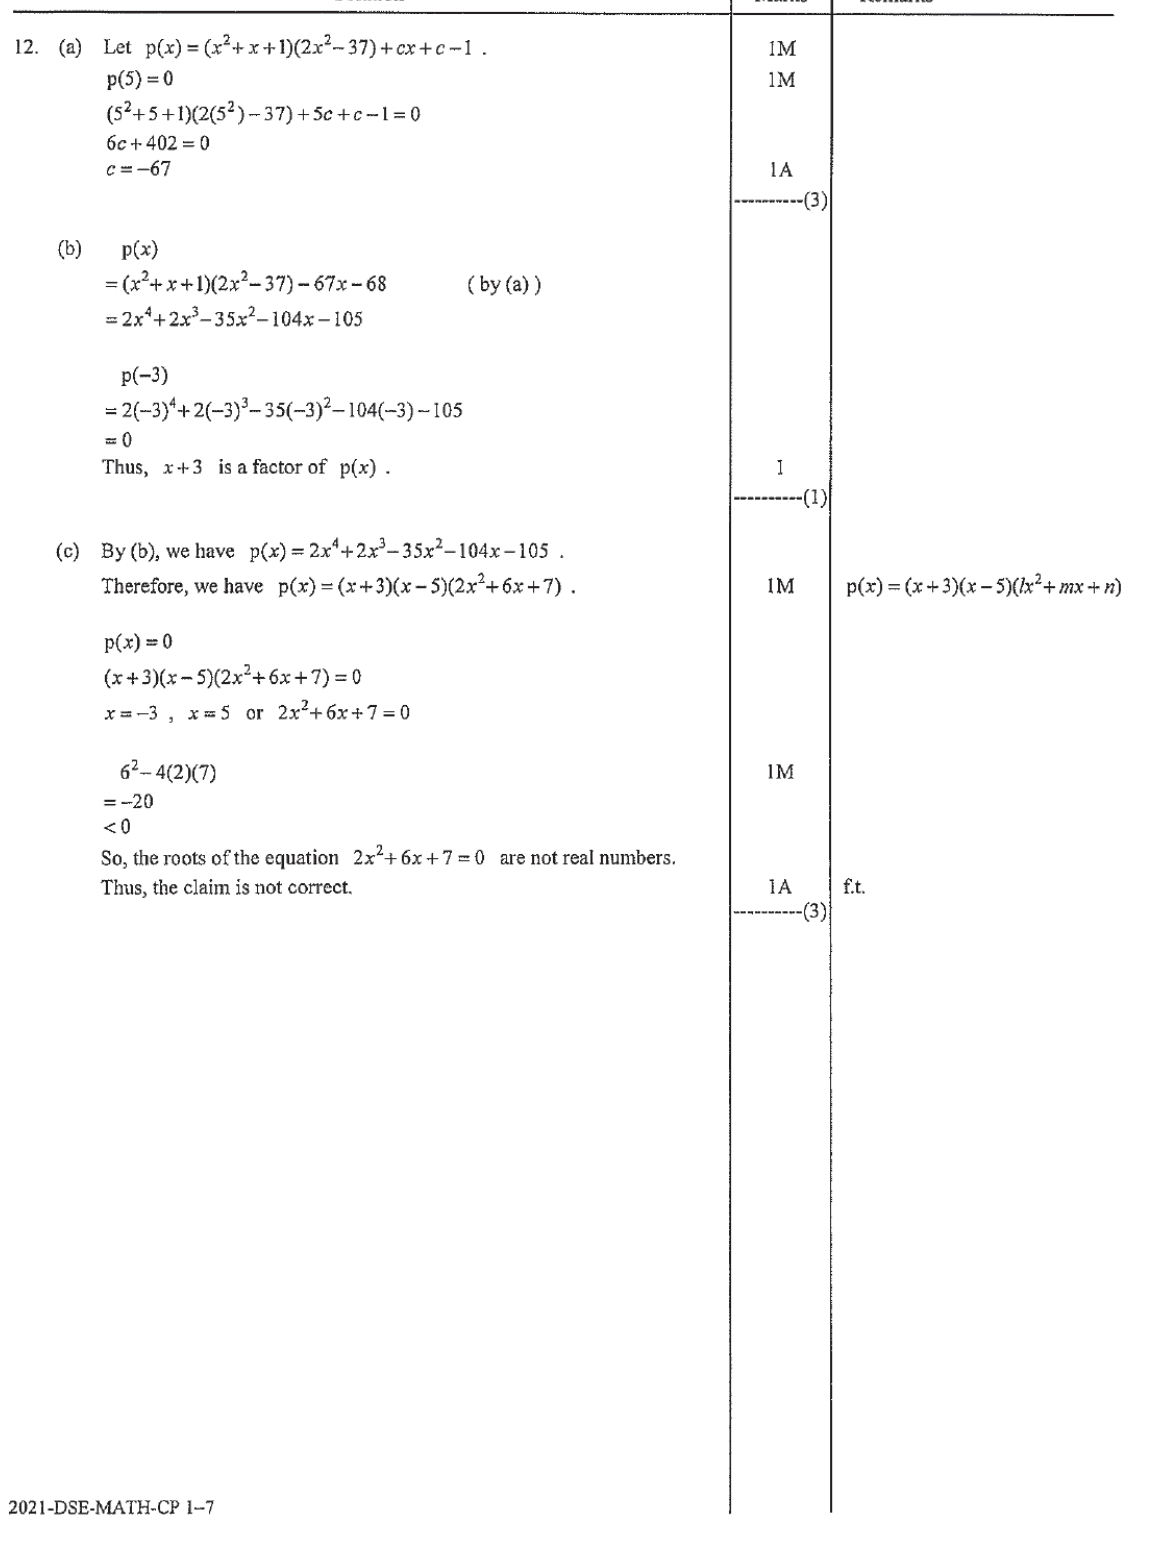 12. (a) Let p(x) = (x²+x+1)(2x²−37)+cx+c−1 . 1M
p(5) = 0 1M
(5²+5+1)(2(5²)−37)+5c+c−1 = 0
6c+402 = 0
c = −67 1A
----------(3)
(b) p(x)
= (x²+x+1)(2x²−37)−67x−68 ( by (a) )
= 2x⁴+2x³−35x²−104x−105
p(−3)
= 2(−3)⁴+2(−3)³−35(−3)²−104(−3)−105
= 0
Thus, x+3 is a factor of p(x) . 1
----------(1)
(c) By (b), we have p(x) = 2x⁴+2x³−35x²−104x−105 .
Therefore, we have p(x) = (x+3)(x−5)(2x²+6x+7) . 1M p(x) = (x+3)(x−5)(lx²+mx+n)
p(x) = 0
(x+3)(x−5)(2x²+6x+7) = 0
x = −3 , x = 5 or 2x²+6x+7 = 0
6²−4(2)(7) 1M
= −20
< 0
So, the roots of the equation 2x²+6x+7 = 0 are not real numbers.
Thus, the claim is not correct. 1A f.t.
----------(3)
2021-DSE-MATH-CP 1–7